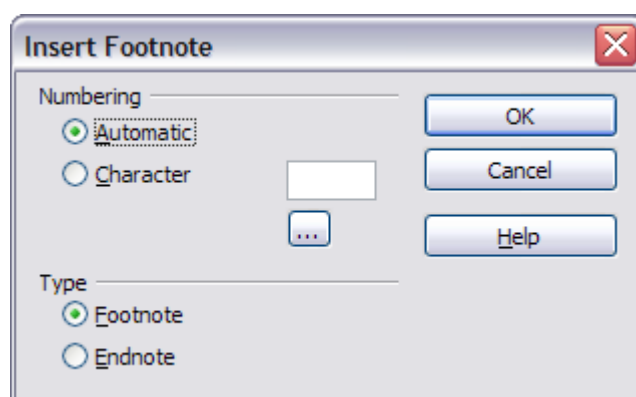 Insert Footnote
Numbering
Automatic
OK
Character
Cancel
...
Help
Type
Footnote
Endnote